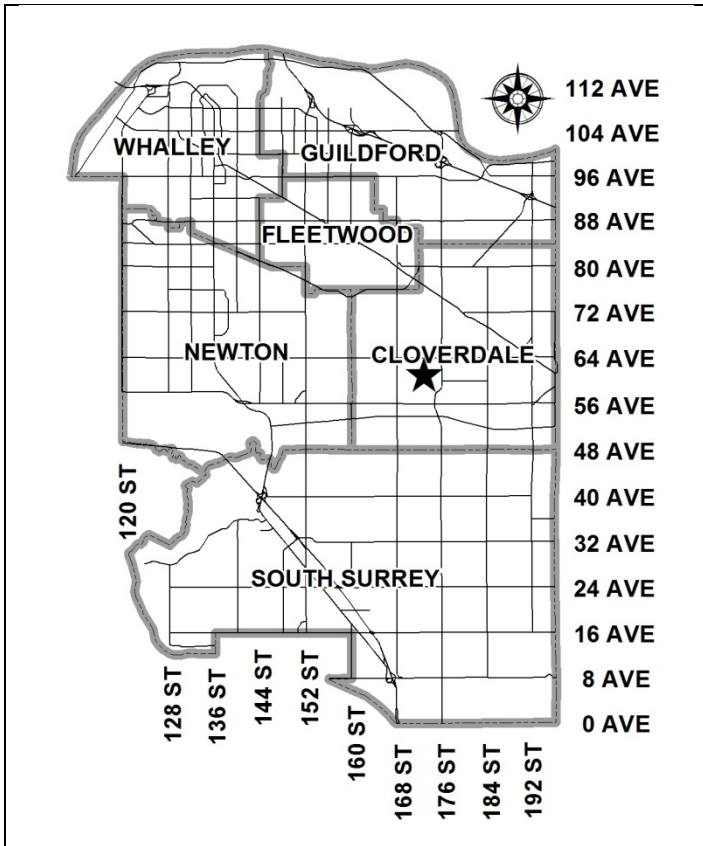 112 AVE
104 AVE
WHALLEY
GUILDFORD
96 AVE
88 AVE
FLEETWOOD
80 AVE
72 AVE
NEWTON
CLOVERDALE
64 AVE
56 AVE
48 AVE
120 ST
40 AVE
32 AVE
SOUTH SURREY
24 AVE
16 AVE
8 AVE
0 AVE
128 ST
136 ST
144 ST
152 ST
160 ST
168 ST
176 ST
184 ST
192 ST